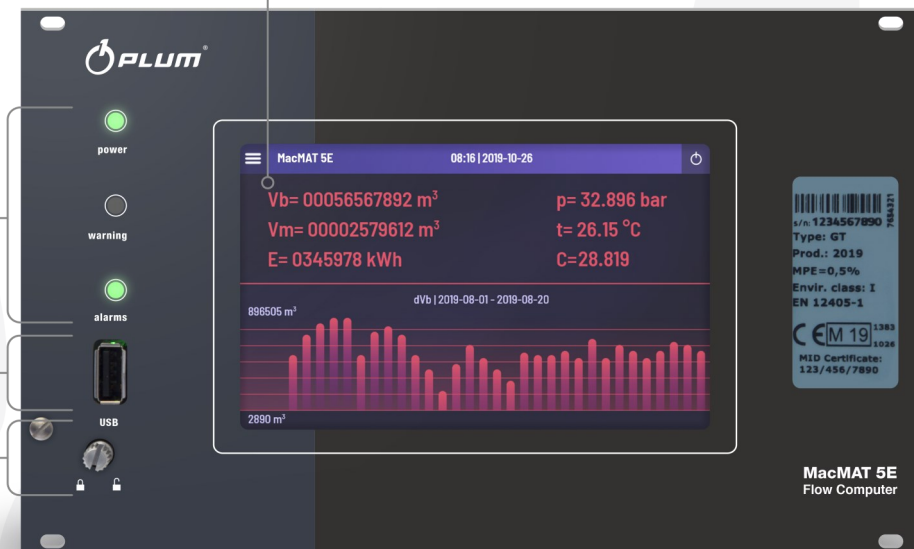 PLUM®
power
warning
alarms
USB
MacMAT 5E
08:16 | 2019-10-26
Vb= 00056567892 m³
p= 32.896 bar
Vm= 00002579612 m³
t= 26.15 °C
E= 0345978 kWh
C=28.819
dVb | 2019-08-01 - 2019-08-20
896505 m³
2890 m³
s/n: 1234567890
7654321
Type: GT
Prod.: 2019
MPE=0,5%
Envir. class: I
EN 12405-1
CE M 19 1383
1026
MID Certificate:
123/456/7890
MacMAT 5E
Flow Computer